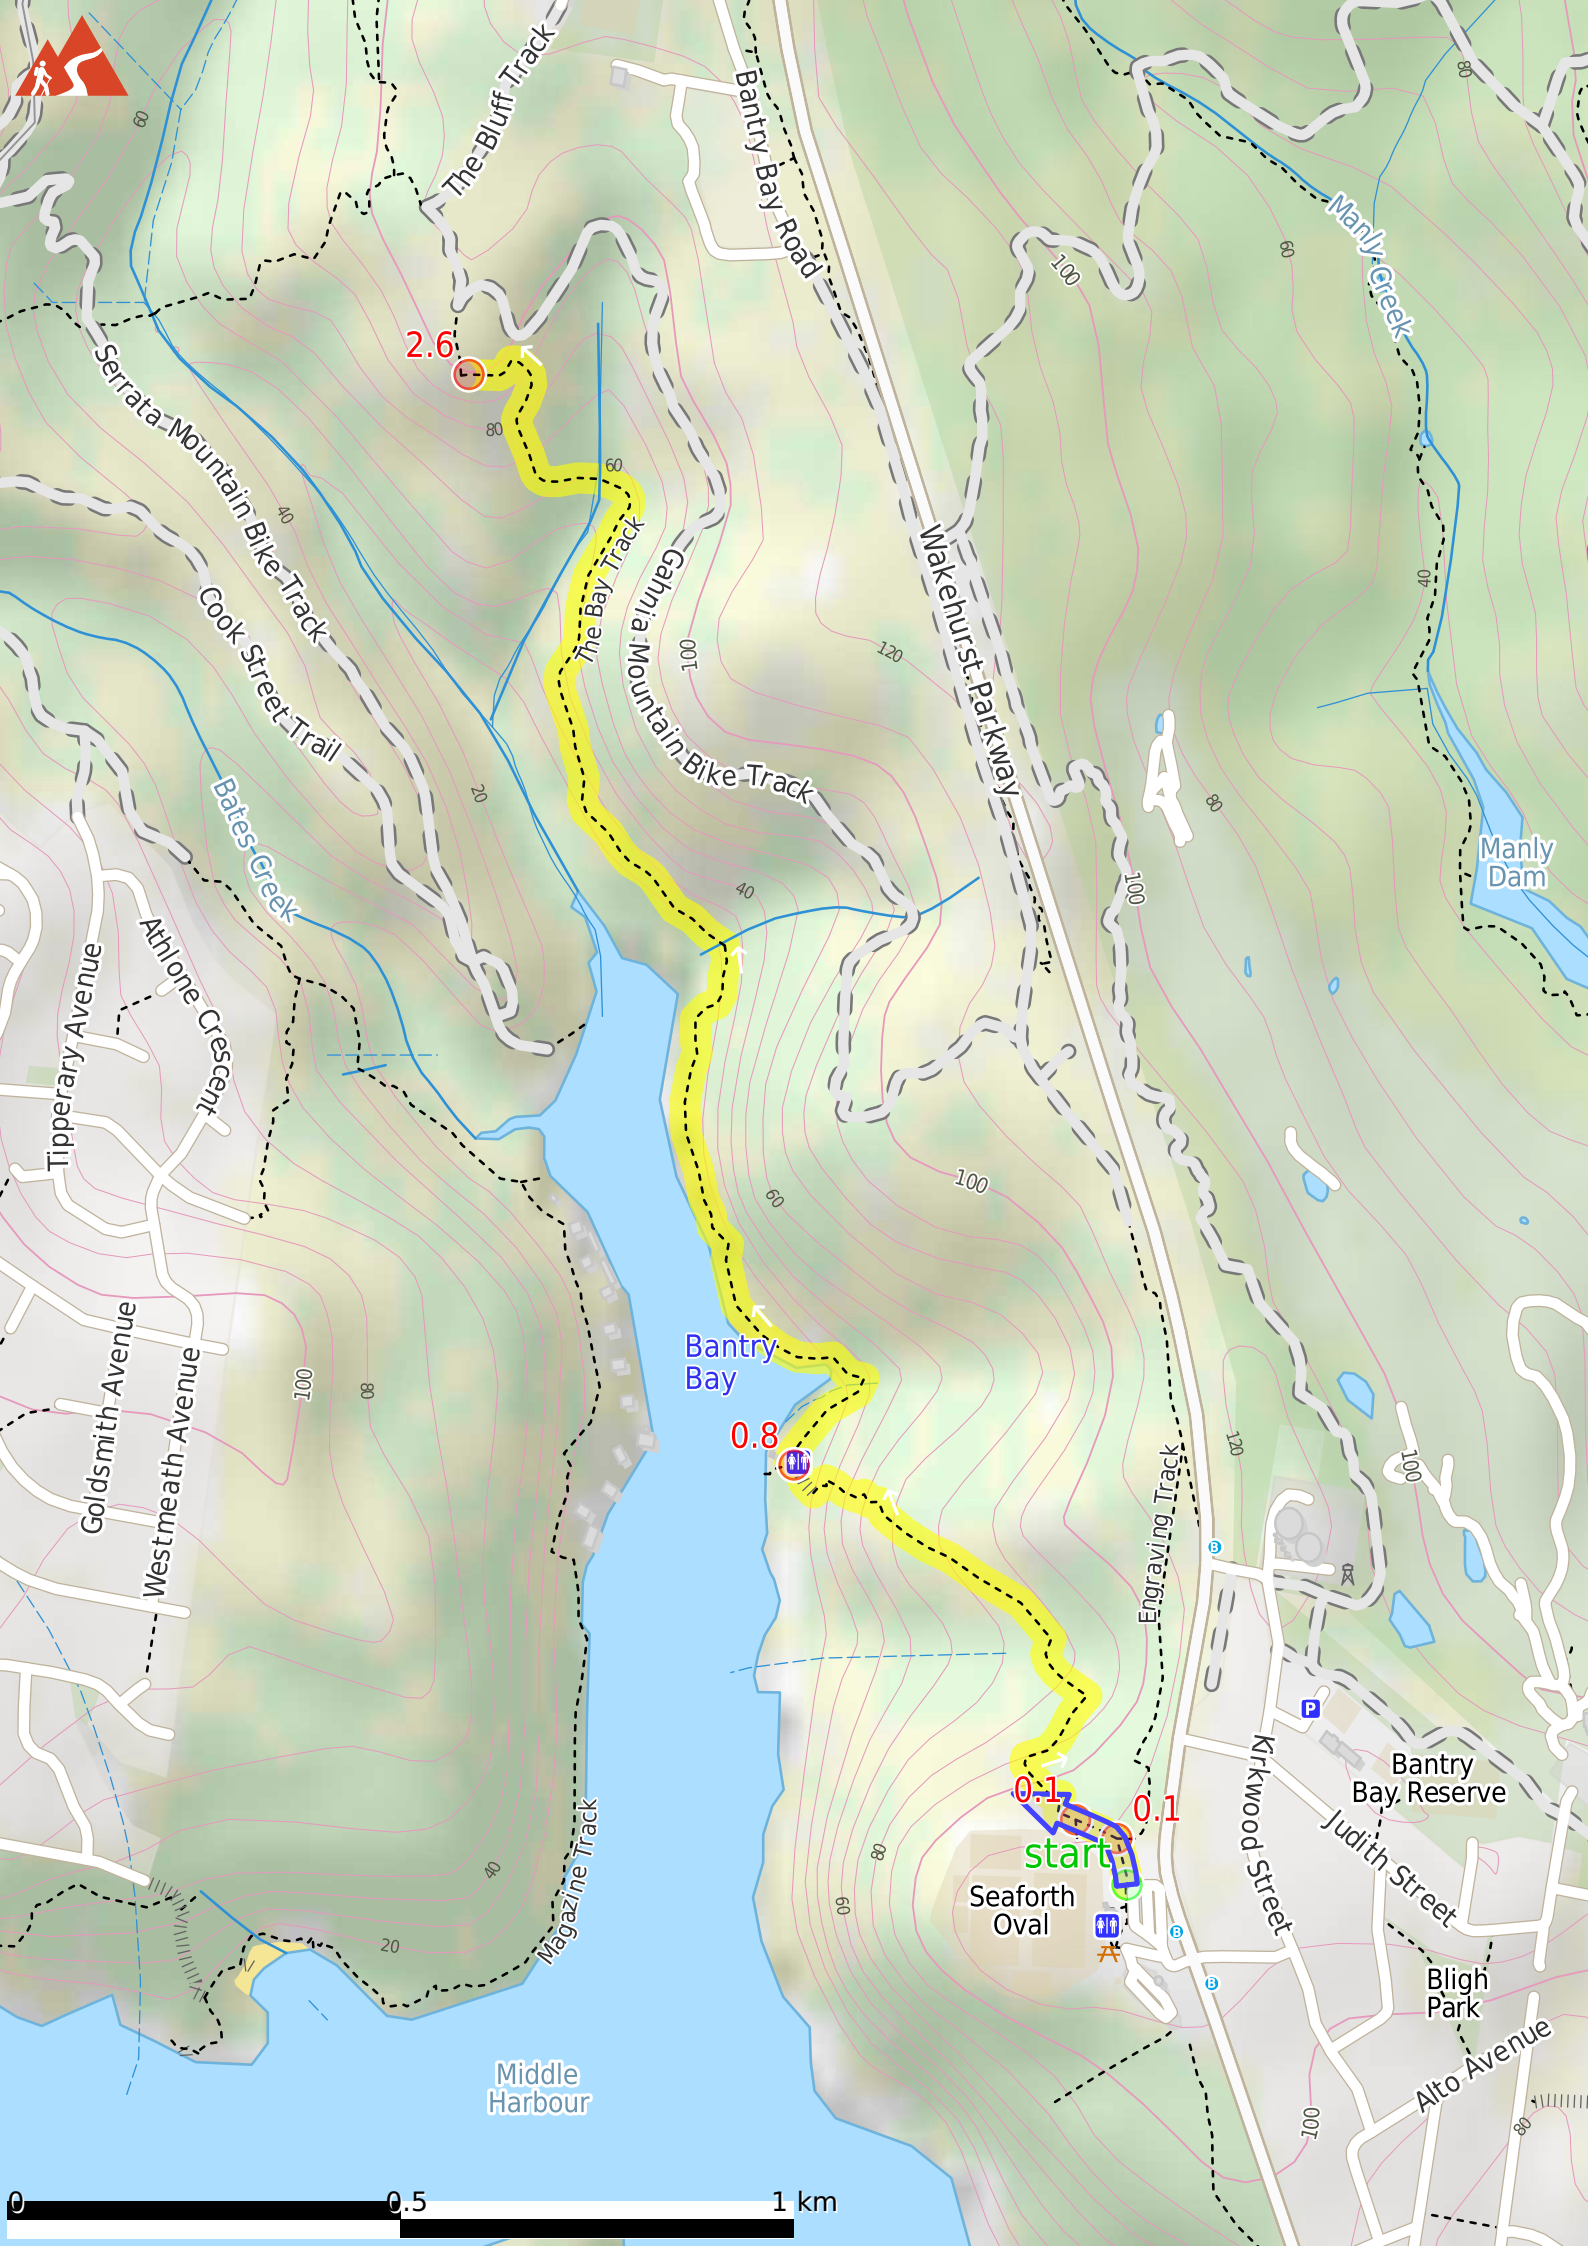 The Bluff Track
Bantry Bay Road
80
60
Manly Creek
60
100
2.6
Serrata Mountain Bike Track
80
60
40
The Bay Track
Gahnia Mountain Bike Track
Wakehurst Parkway
40
Cook Street Trail
100
120
20
Bates Creek
80
Manly
Dam
40
100
Athlone Crescent
Tipperary Avenue
60
100
Goldsmith Avenue
Westmeath Avenue
Bantry
Bay
100
80
0.8
120
100
Engraving Track
P
B
Kirkwood Street
Bantry
Bay Reserve
0.1
0.1
Judith Street
start
Magazine Track
40
80
60
Seaforth
Oval
B
20
B
Bligh
Park
Alto Avenue
Middle
Harbour
100
80
0
0.5
1 km